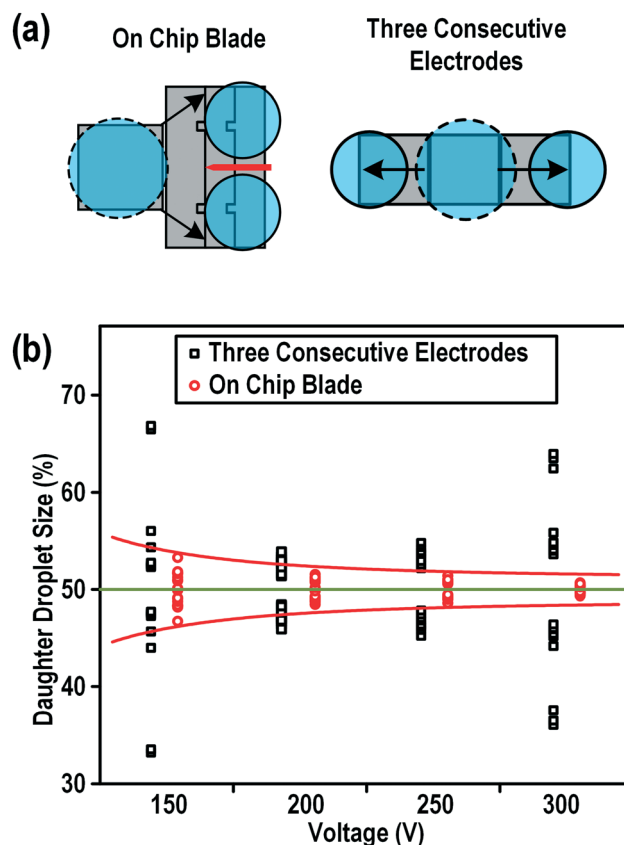 (a)
On Chip Blade
Three Consecutive
Electrodes
(b)
Three Consecutive Electrodes
On Chip Blade
Daughter Droplet Size (%)
70
60
50
40
30
150
200
250
300
Voltage (V)